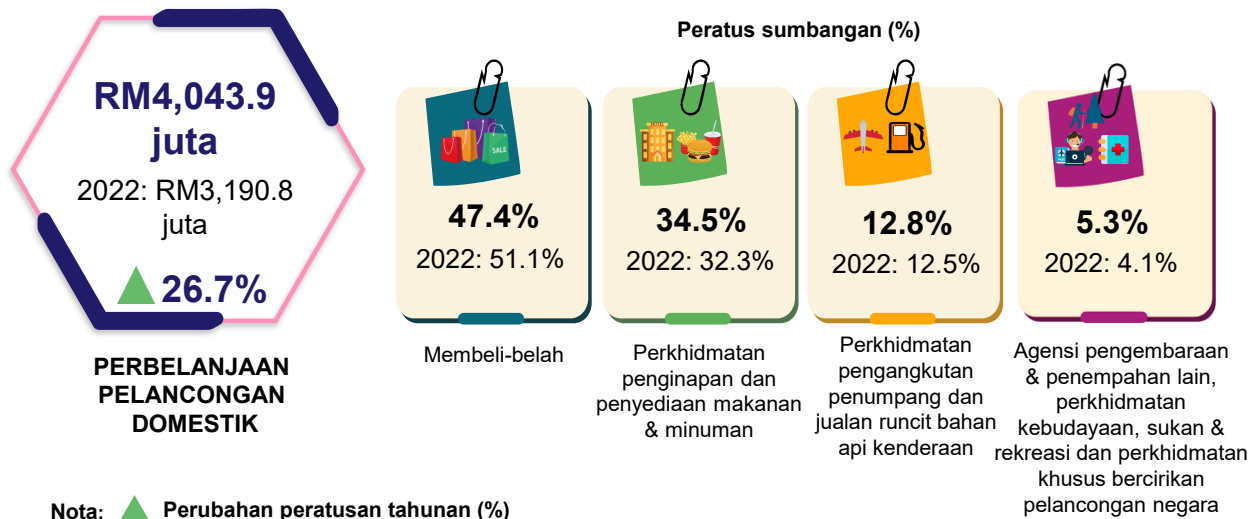 Peratus sumbangan (%)
RM4,043.9
juta
2022: RM3,190.8
juta
26.7%
PERBELANJAAN
PELANCONGAN
DOMESTIK
SALE
47.4%
2022: 51.1%
Membeli-belah
HOTEL
34.5%
2022: 32.3%
Perkhidmatan
penginapan dan
penyediaan makanan
& minuman
12.8%
2022: 12.5%
Perkhidmatan
pengangkutan
penumpang dan
jualan runcit bahan
api kenderaan
5.3%
2022: 4.1%
Agensi pengembaraan
& penempahan lain,
perkhidmatan
kebudayaan, sukan &
rekreasi dan perkhidmatan
khusus bercirikan
pelancongan negara
Nota: Perubahan peratusan tahunan (%)